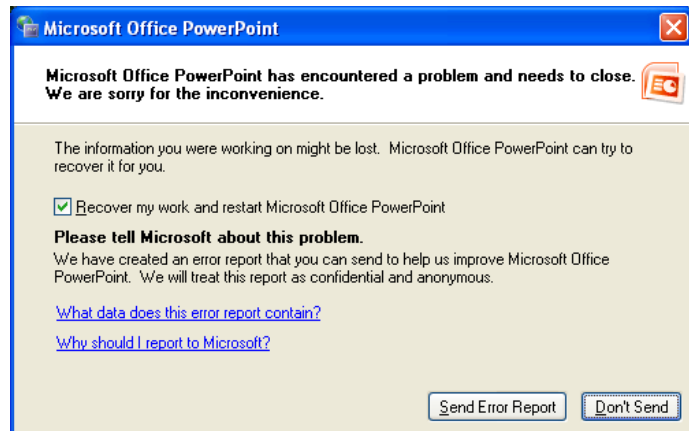 Microsoft Office PowerPoint
Microsoft Office PowerPoint has encountered a problem and needs to close.
We are sorry for the inconvenience.
The information you were working on might be lost. Microsoft Office PowerPoint can try to
recover it for you.
Recover my work and restart Microsoft Office PowerPoint
Please tell Microsoft about this problem.
We have created an error report that you can send to help us improve Microsoft Office
PowerPoint. We will treat this report as confidential and anonymous.
What data does this error report contain?
Why should I report to Microsoft?
Send Error Report
Don't Send